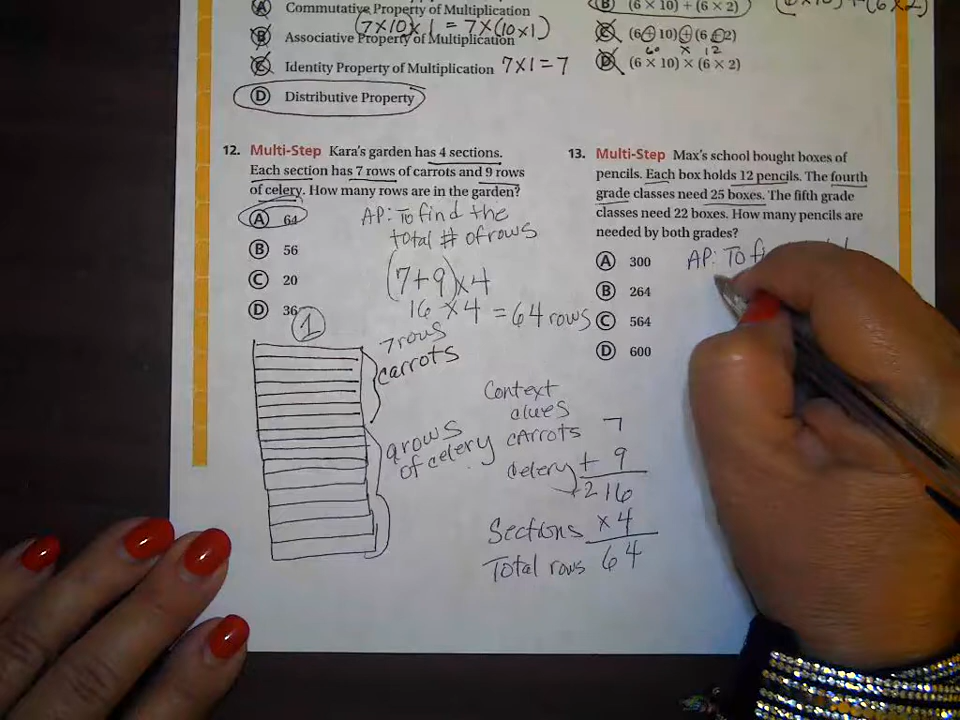 Ⓐ Commutative Property of Multiplication
(7×10)×1 = 7×(10×1)
Ⓑ Associative Property of Multiplication
Ⓒ Identity Property of Multiplication 7×1=7
Ⓓ Distributive Property
Ⓑ (6 × 10) + (6 × 2)
Ⓒ (6 + 10) + (6 + 2)
60 × 12
Ⓓ (6 × 10) × (6 × 2)
12. Multi-Step Kara's garden has 4 sections.
Each section has 7 rows of carrots and 9 rows
of celery. How many rows are in the garden?
Ⓐ 64
Ⓑ 56
Ⓒ 20
Ⓓ 36
AP: To find the
total # of rows
(7+9)×4
16 ×4 = 64 rows
1
7 rows
carrots
9 rows
of celery
Context
clues
carrots 7
celery + 9
16
Sections ×4
Total rows 64
13. Multi-Step Max's school bought boxes of
pencils. Each box holds 12 pencils. The fourth
grade classes need 25 boxes. The fifth grade
classes need 22 boxes. How many pencils are
needed by both grades?
Ⓐ 300
Ⓑ 264
Ⓒ 564
Ⓓ 600
AP: To